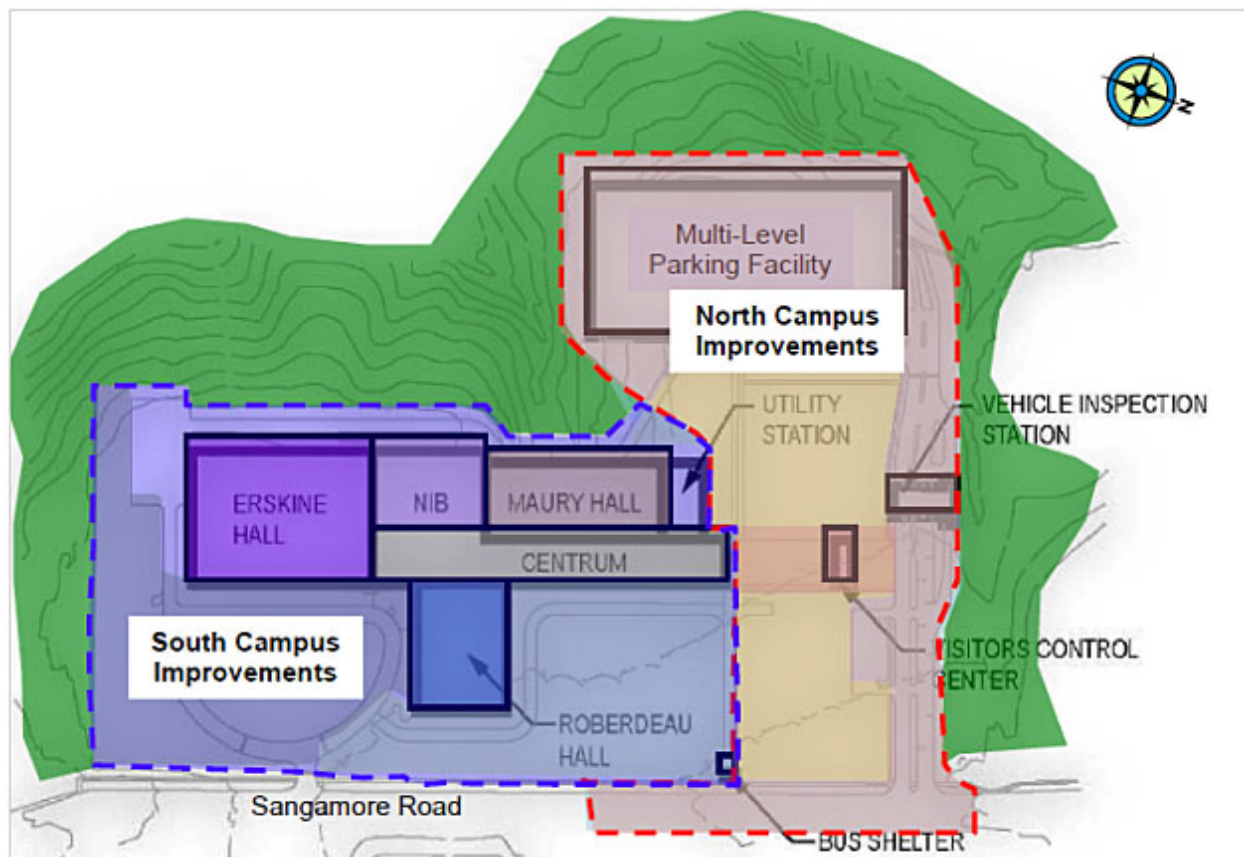 N
Multi-Level
Parking Facility
North Campus
Improvements
UTILITY
STATION
VEHICLE INSPECTION
STATION
ERSKINE
HALL
NIB
MAURY HALL
CENTRUM
South Campus
Improvements
VISITORS CONTROL
CENTER
ROBERDEAU
HALL
Sangamore Road
BUS SHELTER